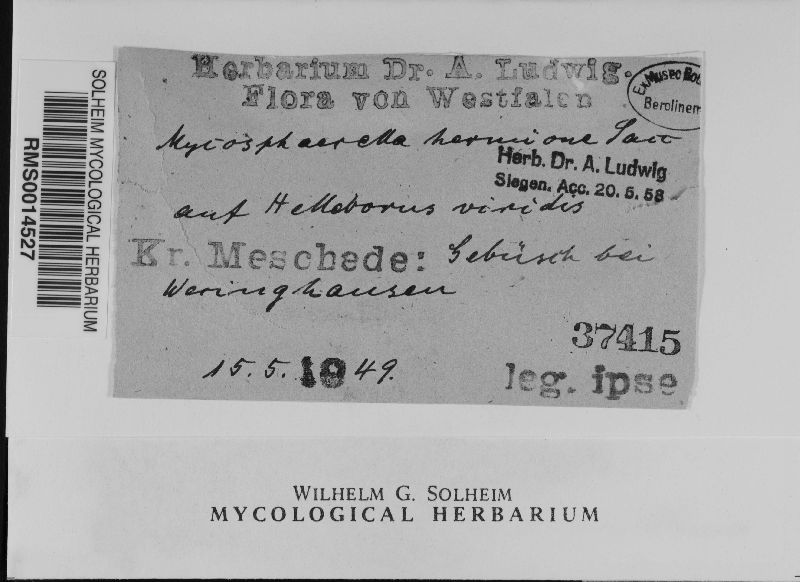 Herbarium Dr. A. Ludwig.
Flora von Westfalen
Ex Museo Bo
Berolinen
Mycosphaerella hermione Sacc
Herb. Dr. A. Ludwig
Siegen. Acc. 20. 5. 58
auf Helleborus viridis
Kr. Meschede: Gebüsch bei
Weringhausen
37415
15. 5. 1949.
leg. ipse
SOLHEIM MYCOLOGICAL HERBARIUM
RMS0014527
WILHELM G. SOLHEIM
MYCOLOGICAL HERBARIUM